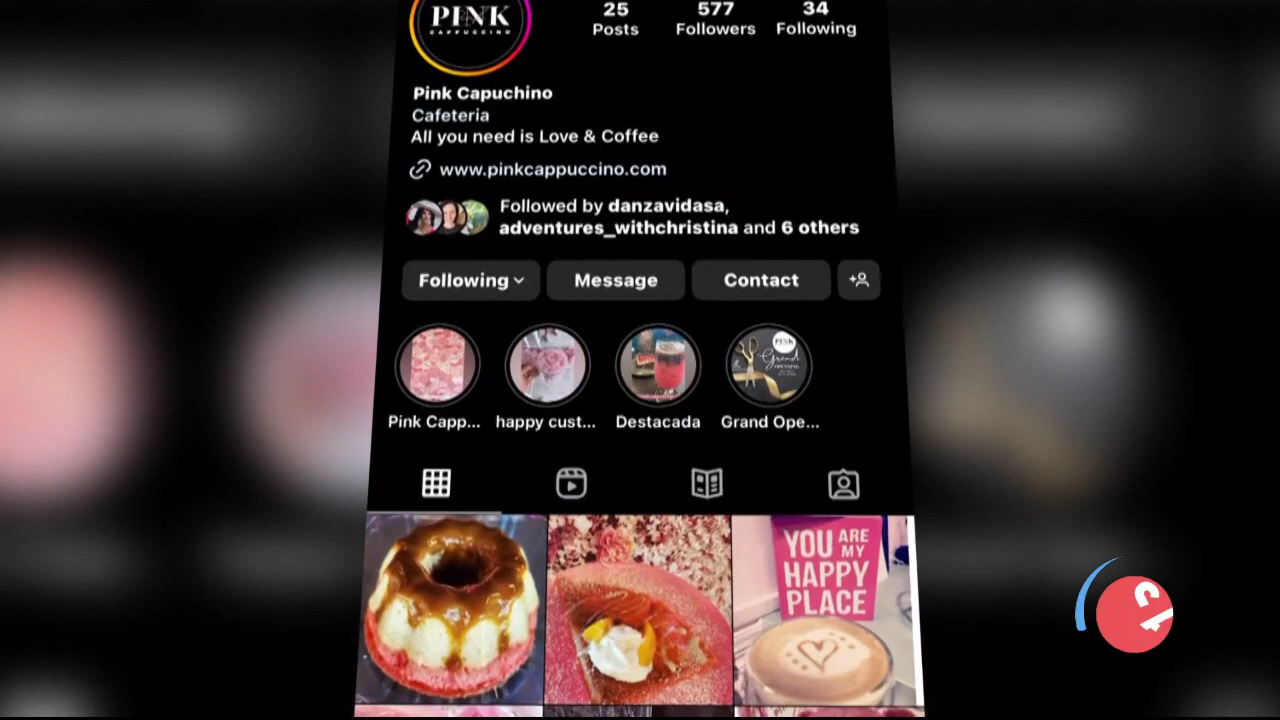 PINK
CAPPUCCINO
25
Posts
577
Followers
34
Following
Pink Capuchino
Cafeteria
All you need is Love & Coffee
www.pinkcappuccino.com
Followed by danzavidasa,
adventures_withchristina and 6 others
Following
Message
Contact
PINK
Grand
Pink Capp...
happy cust...
Destacada
Grand Ope...
YOU ARE
MY
HAPPY
PLACE